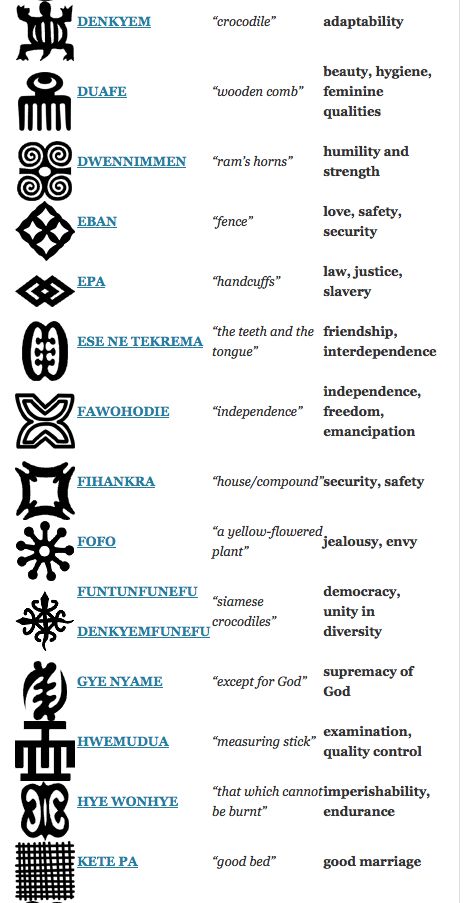 DENKYEM “crocodile” adaptability
DUAFE “wooden comb” beauty, hygiene,
feminine
qualities
DWENNIMMEN “ram’s horns” humility and
strength
EBAN “fence” love, safety,
security
EPA “handcuffs” law, justice,
slavery
ESE NE TEKREMA “the teeth and the
tongue” friendship,
interdependence
FAWOHODIE “independence” independence,
freedom,
emancipation
FIHANKRA “house/compound” security, safety
FOFO “a yellow-flowered
plant” jealousy, envy
FUNTUNFUNEFU
DENKYEMFUNEFU “siamese
crocodiles” democracy,
unity in
diversity
GYE NYAME “except for God” supremacy of
God
HWEMUDUA “measuring stick” examination,
quality control
HYE WONHYE “that which cannot
be burnt” imperishability,
endurance
KETE PA “good bed” good marriage